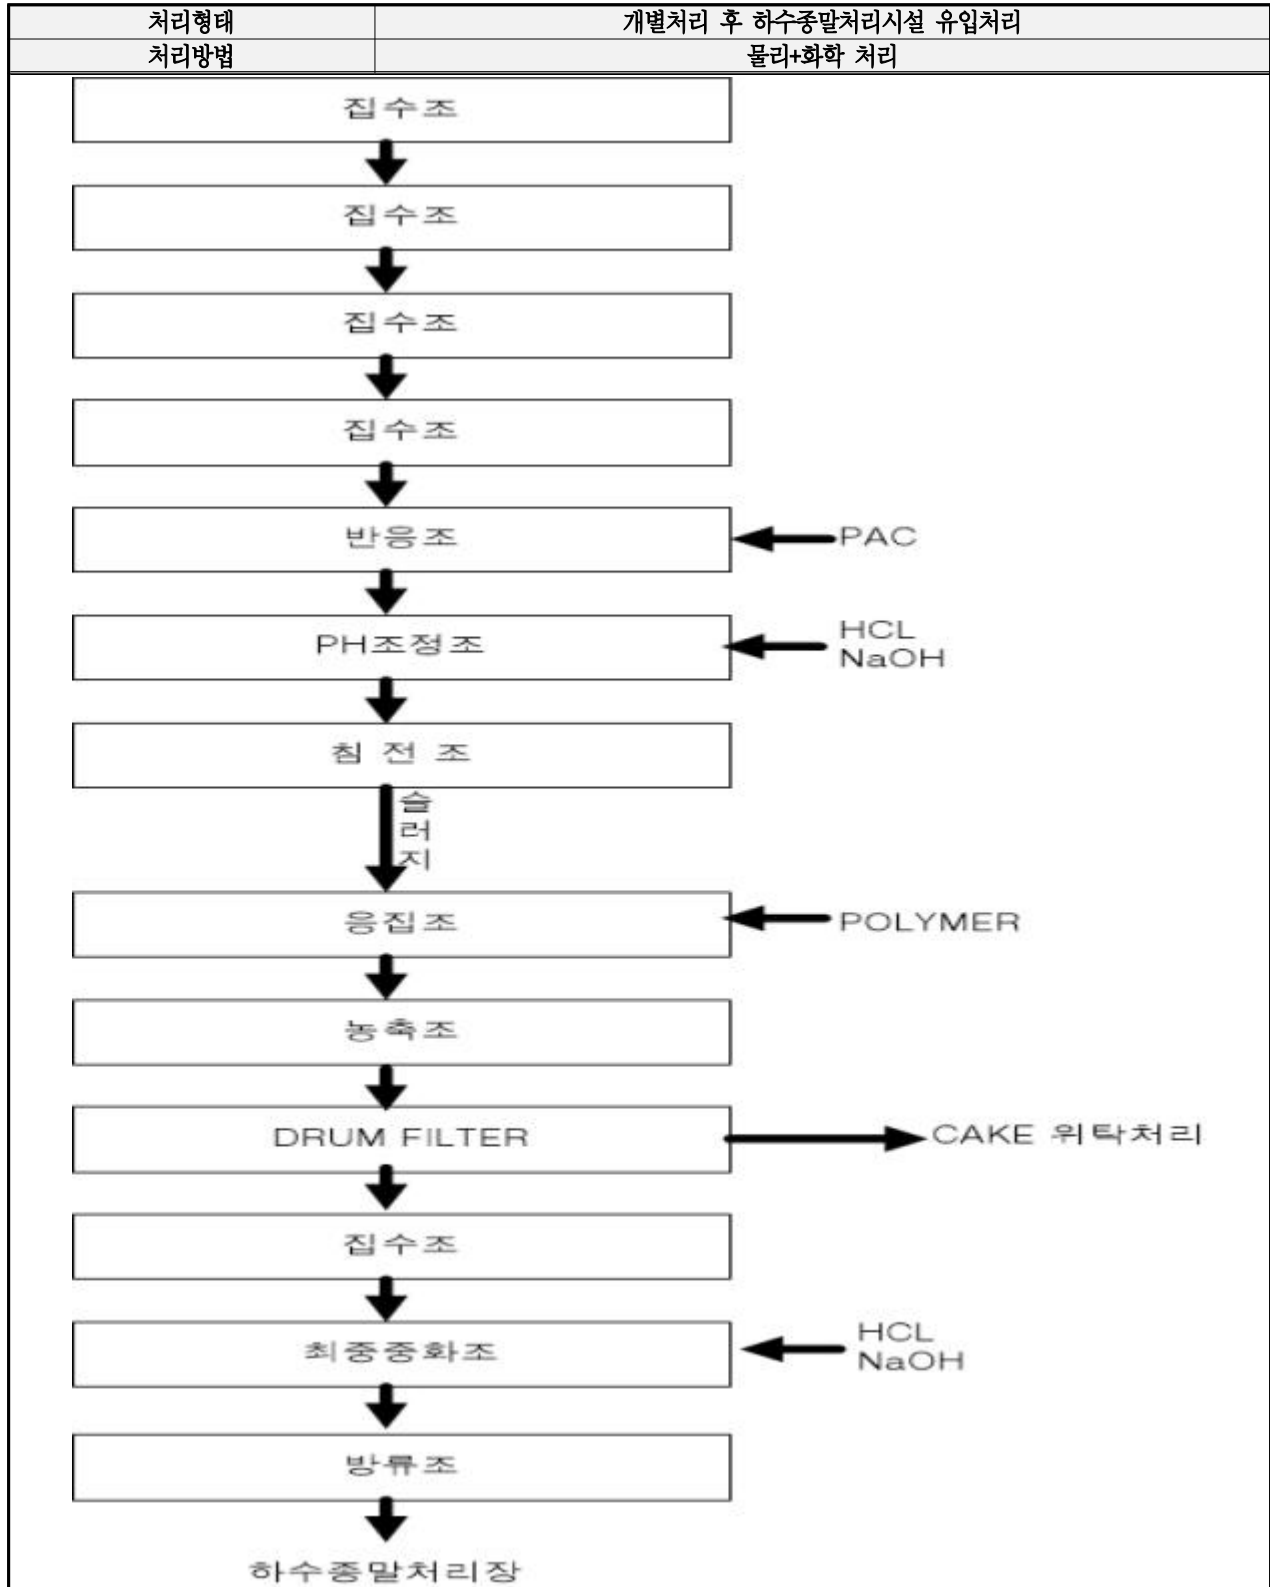 처리형태 개별처리 후 하수종말처리시설 유입처리
처리방법 물리+화학 처리
집수조
집수조
집수조
집수조
반응조 PAC
PH조정조 HCL
NaOH
침 전 조
슬
러
지
응집조 POLYMER
농축조
DRUM FILTER CAKE 위탁처리
집수조
최중중화조 HCL
NaOH
방류조
하수종말처리장